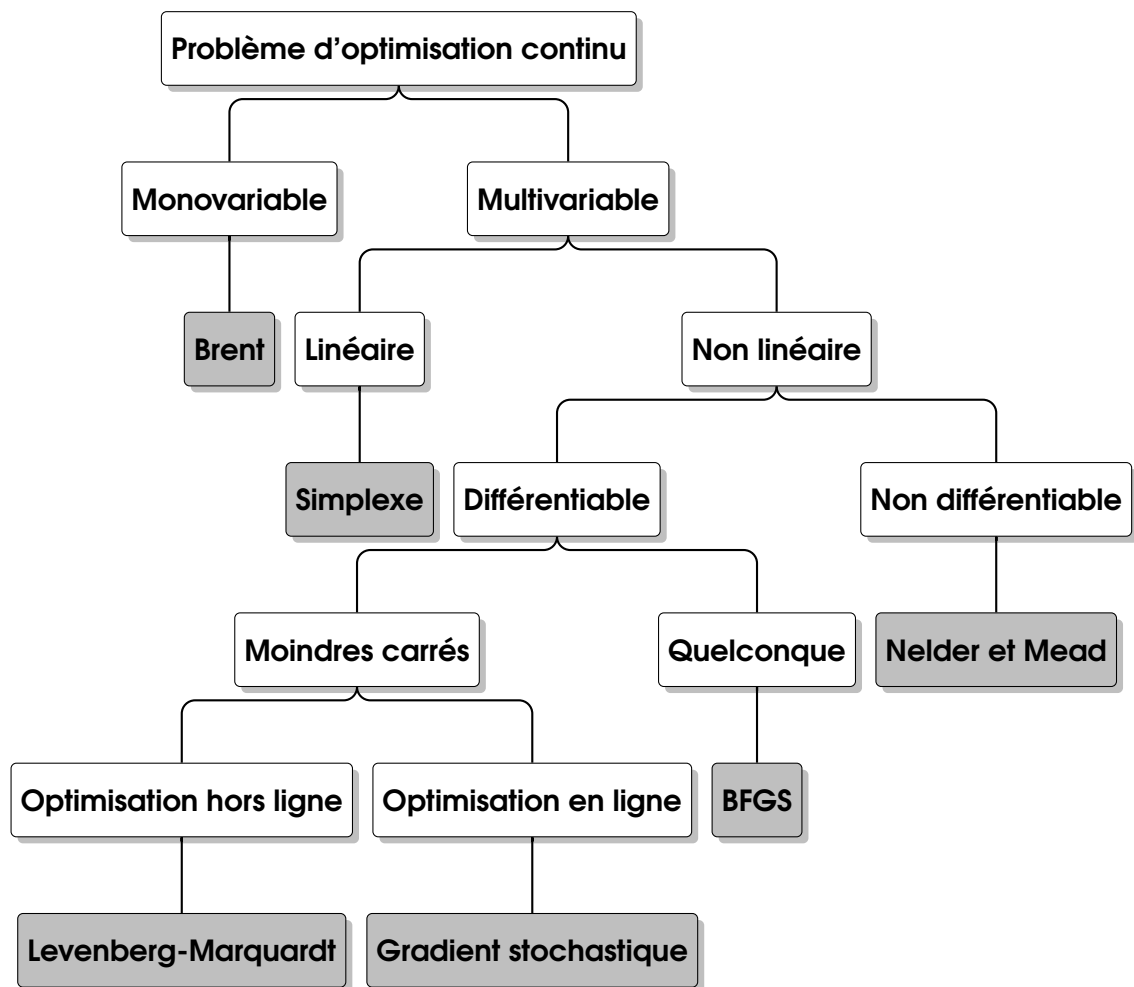 Problème d'optimisation continu
Monovariable
Multivariable
Brent
Linéaire
Non linéaire
Simplexe
Différentiable
Non différentiable
Moindres carrés
Quelconque
Nelder et Mead
Optimisation hors ligne
Optimisation en ligne
BFGS
Levenberg-Marquardt
Gradient stochastique